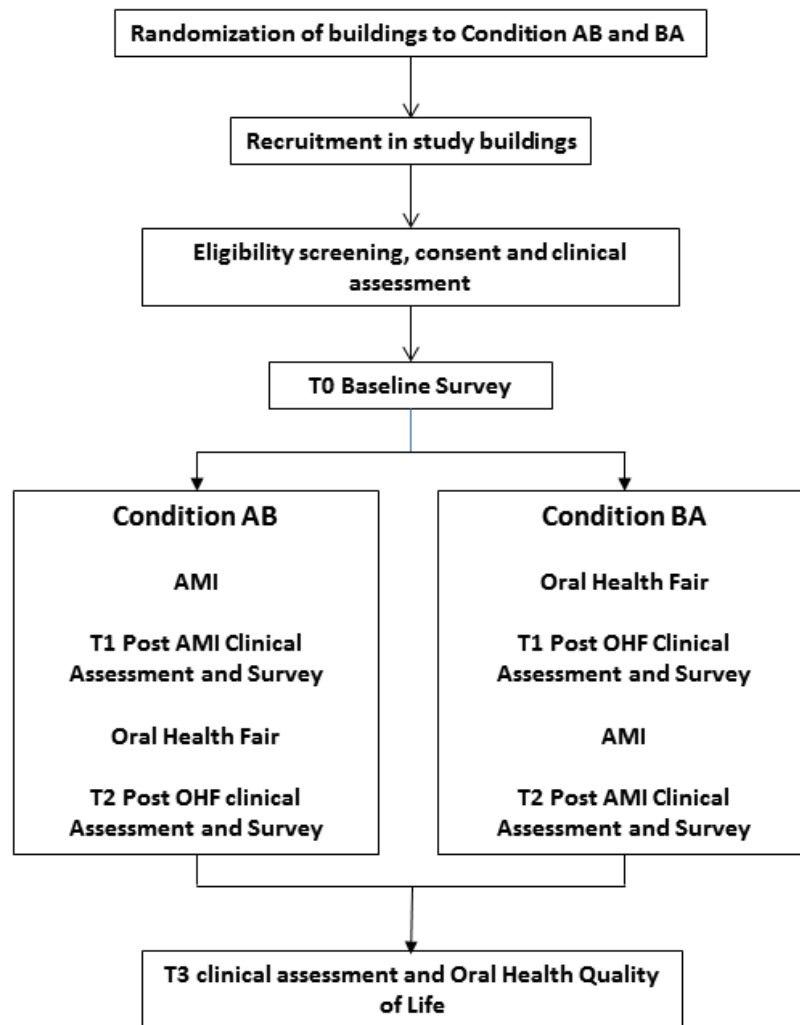 Randomization of buildings to Condition AB and BA
Recruitment in study buildings
Eligibility screening, consent and clinical
assessment
T0 Baseline Survey
Condition AB
AMI
T1 Post AMI Clinical
Assessment and Survey
Oral Health Fair
T2 Post OHF clinical
Assessment and Survey
Condition BA
Oral Health Fair
T1 Post OHF Clinical
Assessment and Survey
AMI
T2 Post AMI Clinical
Assessment and Survey
T3 clinical assessment and Oral Health Quality
of Life